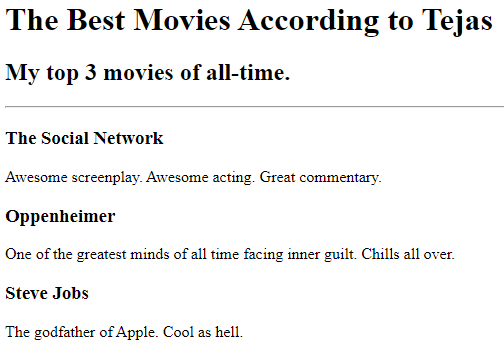 The Best Movies According to Tejas
My top 3 movies of all-time.
The Social Network
Awesome screenplay. Awesome acting. Great commentary.
Oppenheimer
One of the greatest minds of all time facing inner guilt. Chills all over.
Steve Jobs
The godfather of Apple. Cool as hell.